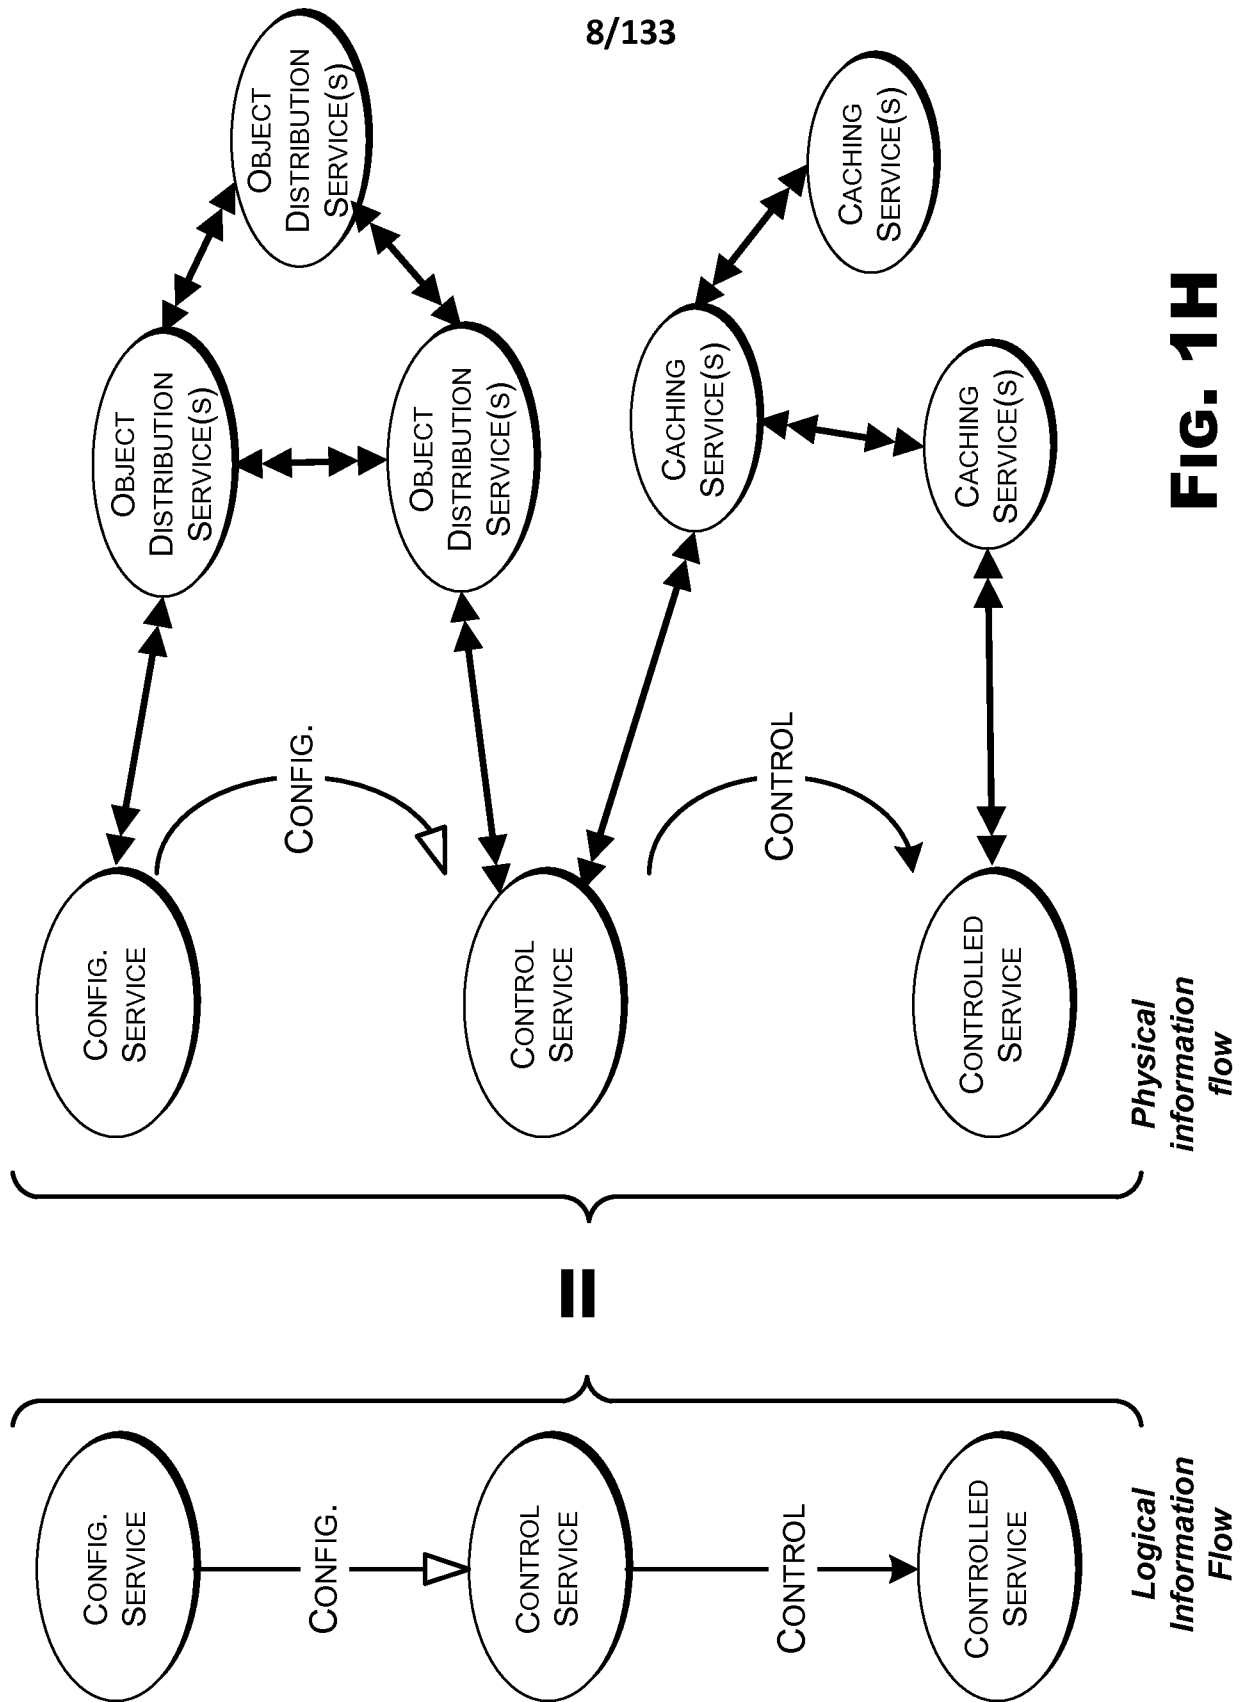 8/133
CONFIG.
SERVICE
CONFIG.
CONTROL
SERVICE
CONTROL
CONTROLLED
SERVICE
Logical
Information
Flow
=
CONFIG.
SERVICE
CONFIG.
CONTROL
SERVICE
CONTROL
CONTROLLED
SERVICE
Physical
information
flow
OBJECT
DISTRIBUTION
SERVICE(S)
OBJECT
DISTRIBUTION
SERVICE(S)
OBJECT
DISTRIBUTION
SERVICE(S)
CACHING
SERVICE(S)
CACHING
SERVICE(S)
CACHING
SERVICE(S)
FIG. 1H